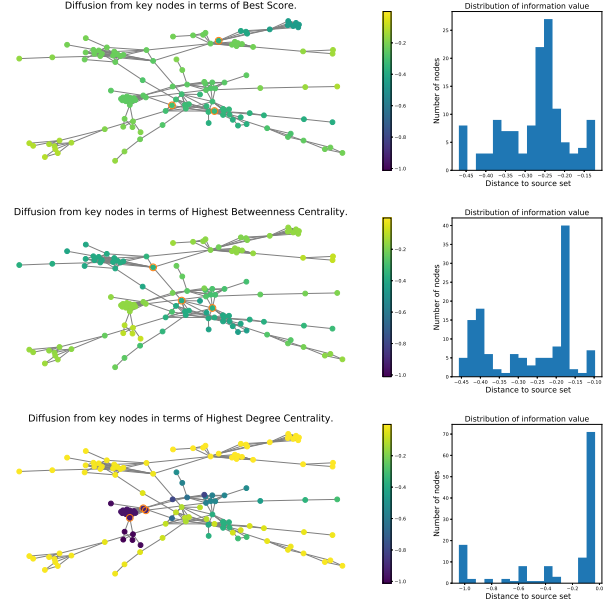 Diffusion from key nodes in terms of Best Score.
−0.2
−0.4
−0.6
−0.8
−1.0
Distribution of information value
Number of nodes
25
20
15
10
5
0
−0.45 −0.40 −0.35 −0.30 −0.25 −0.20 −0.15
Distance to source set
Diffusion from key nodes in terms of Highest Betweenness Centrality.
−0.2
−0.4
−0.6
−0.8
−1.0
Distribution of information value
Number of nodes
40
35
30
25
20
15
10
5
0
−0.45 −0.40 −0.35 −0.30 −0.25 −0.20 −0.15 −0.10
Distance to source set
Diffusion from key nodes in terms of Highest Degree Centrality.
−0.2
−0.4
−0.6
−0.8
−1.0
Distribution of information value
Number of nodes
70
60
50
40
30
20
10
0
−1.0 −0.8 −0.6 −0.4 −0.2 0.0
Distance to source set